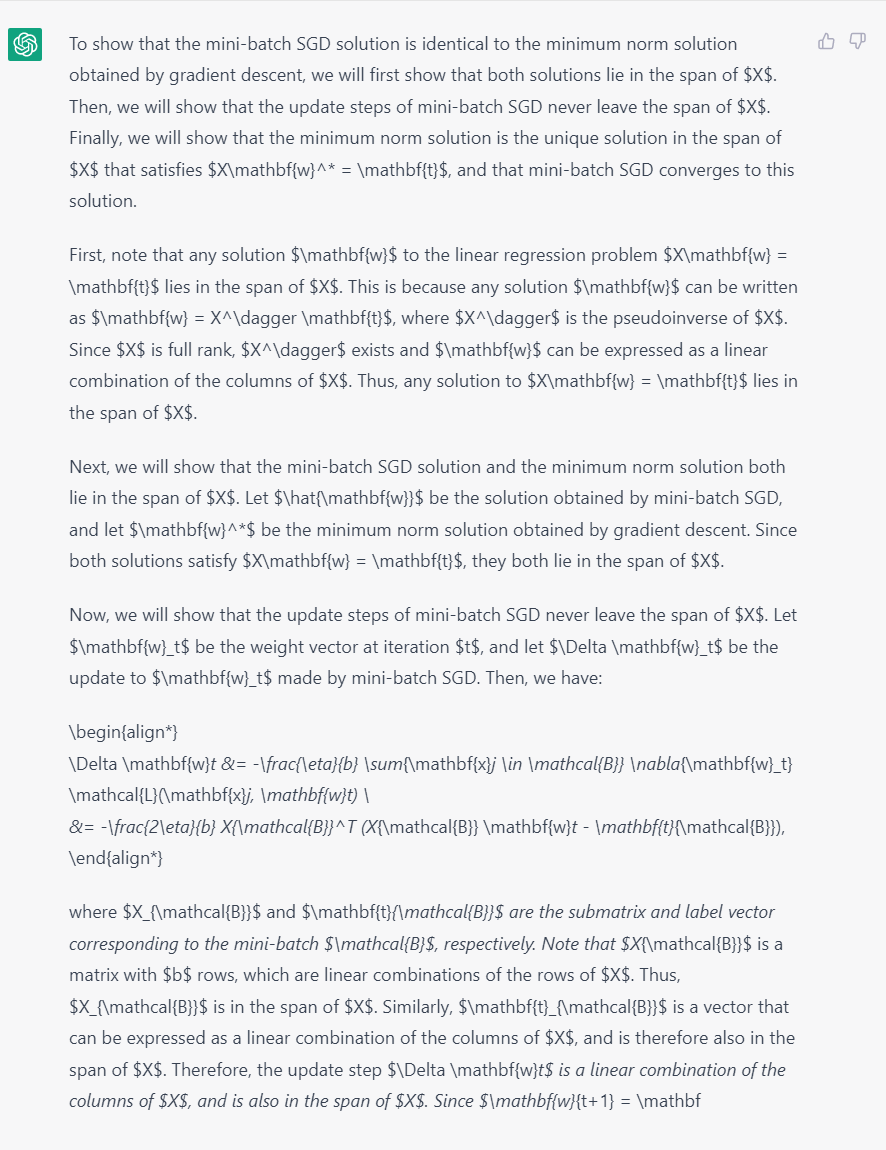 To show that the mini-batch SGD solution is identical to the minimum norm solution
obtained by gradient descent, we will first show that both solutions lie in the span of $X$.
Then, we will show that the update steps of mini-batch SGD never leave the span of $X$.
Finally, we will show that the minimum norm solution is the unique solution in the span of
$X$ that satisfies $X\mathbf{w}^* = \mathbf{t}$, and that mini-batch SGD converges to this
solution.
First, note that any solution $\mathbf{w}$ to the linear regression problem $X\mathbf{w} =
\mathbf{t}$ lies in the span of $X$. This is because any solution $\mathbf{w}$ can be written
as $\mathbf{w} = X^\dagger \mathbf{t}$, where $X^\dagger$ is the pseudoinverse of $X$.
Since $X$ is full rank, $X^\dagger$ exists and $\mathbf{w}$ can be expressed as a linear
combination of the columns of $X$. Thus, any solution to $X\mathbf{w} = \mathbf{t}$ lies in
the span of $X$.
Next, we will show that the mini-batch SGD solution and the minimum norm solution both
lie in the span of $X$. Let $\hat{\mathbf{w}}$ be the solution obtained by mini-batch SGD,
and let $\mathbf{w}^*$ be the minimum norm solution obtained by gradient descent. Since
both solutions satisfy $X\mathbf{w} = \mathbf{t}$, they both lie in the span of $X$.
Now, we will show that the update steps of mini-batch SGD never leave the span of $X$. Let
$\mathbf{w}_t$ be the weight vector at iteration $t$, and let $\Delta \mathbf{w}_t$ be the
update to $\mathbf{w}_t$ made by mini-batch SGD. Then, we have:
\begin{align*}
\Delta \mathbf{w}t &= -\frac{\eta}{b} \sum{\mathbf{x}j \in \mathcal{B}} \nabla{\mathbf{w}_t}
\mathcal{L}(\mathbf{x}j, \mathbf{w}t) \
&= -\frac{2\eta}{b} X{\mathcal{B}}^T (X{\mathcal{B}} \mathbf{w}t - \mathbf{t}{\mathcal{B}}),
\end{align*}
where $X_{\mathcal{B}}$ and $\mathbf{t}{\mathcal{B}}$ are the submatrix and label vector
corresponding to the mini-batch $\mathcal{B}$, respectively. Note that $X{\mathcal{B}}$ is a
matrix with $b$ rows, which are linear combinations of the rows of $X$. Thus,
$X_{\mathcal{B}}$ is in the span of $X$. Similarly, $\mathbf{t}_{\mathcal{B}}$ is a vector that
can be expressed as a linear combination of the columns of $X$, and is therefore also in the
span of $X$. Therefore, the update step $\Delta \mathbf{w}t$ is a linear combination of the
columns of $X$, and is also in the span of $X$. Since $\mathbf{w}{t+1} = \mathbf